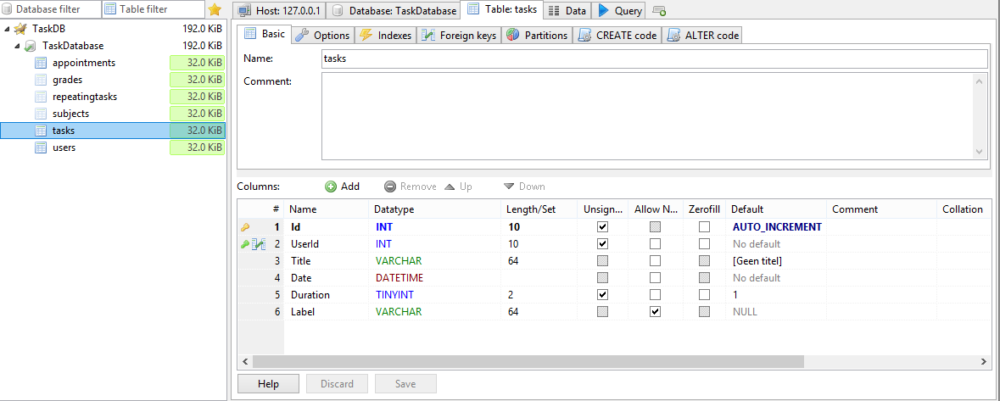 Database filter Table filter
TaskDB 192.0 KiB
TaskDatabase 192.0 KiB
appointments 32.0 KiB
grades 32.0 KiB
repeatingtasks 32.0 KiB
subjects 32.0 KiB
tasks 32.0 KiB
users 32.0 KiB
Host: 127.0.0.1 Database: TaskDatabase Table: tasks Data Query
Basic Options Indexes Foreign keys Partitions CREATE code ALTER code
Name: tasks
Comment:
Columns: Add Remove Up Down
# Name Datatype Length/Set Unsign... Allow N... Zerofill Default Comment Collation
1 Id INT 10 AUTO_INCREMENT
2 UserId INT 10 No default
3 Title VARCHAR 64 [Geen titel]
4 Date DATETIME No default
5 Duration TINYINT 2 1
6 Label VARCHAR 64 NULL
Help Discard Save